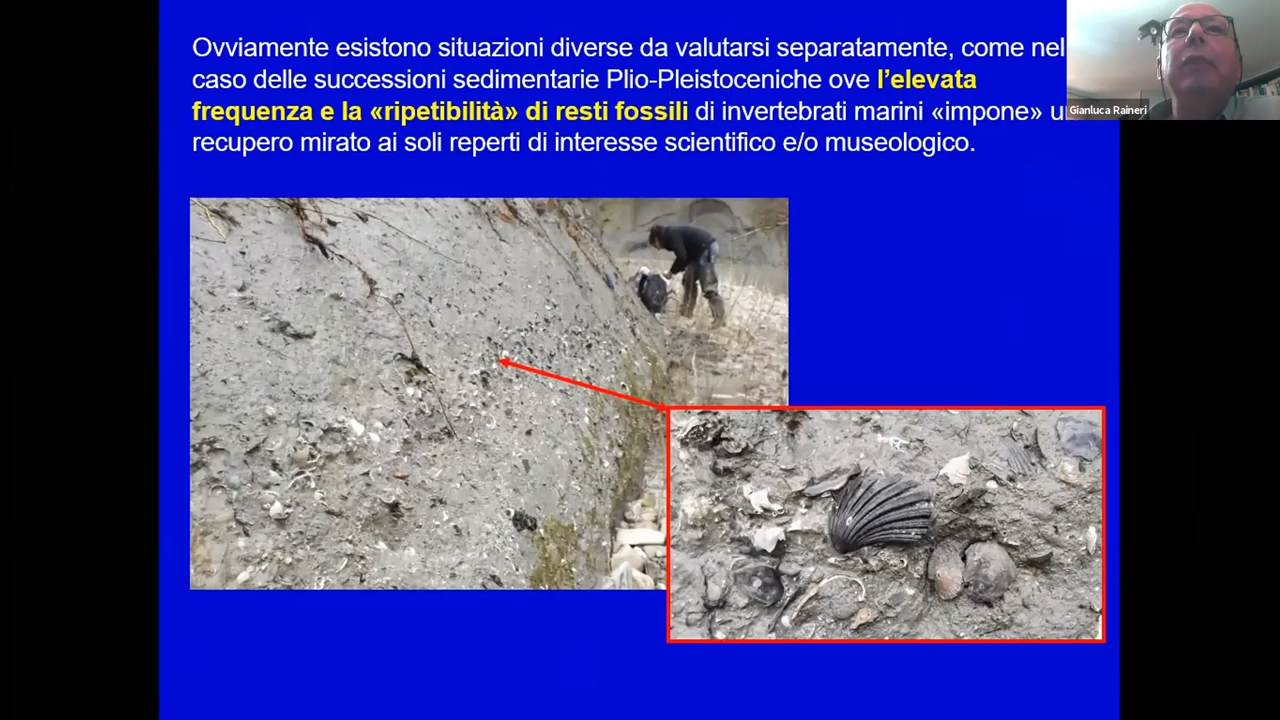 Ovviamente esistono situazioni diverse da valutarsi separatamente, come nel
caso delle successioni sedimentarie Plio-Pleistoceniche ove l’elevata
frequenza e la «ripetibilità» di resti fossili di invertebrati marini «impone»
recupero mirato ai soli reperti di interesse scientifico e/o museologico.
Gianluca Raineri